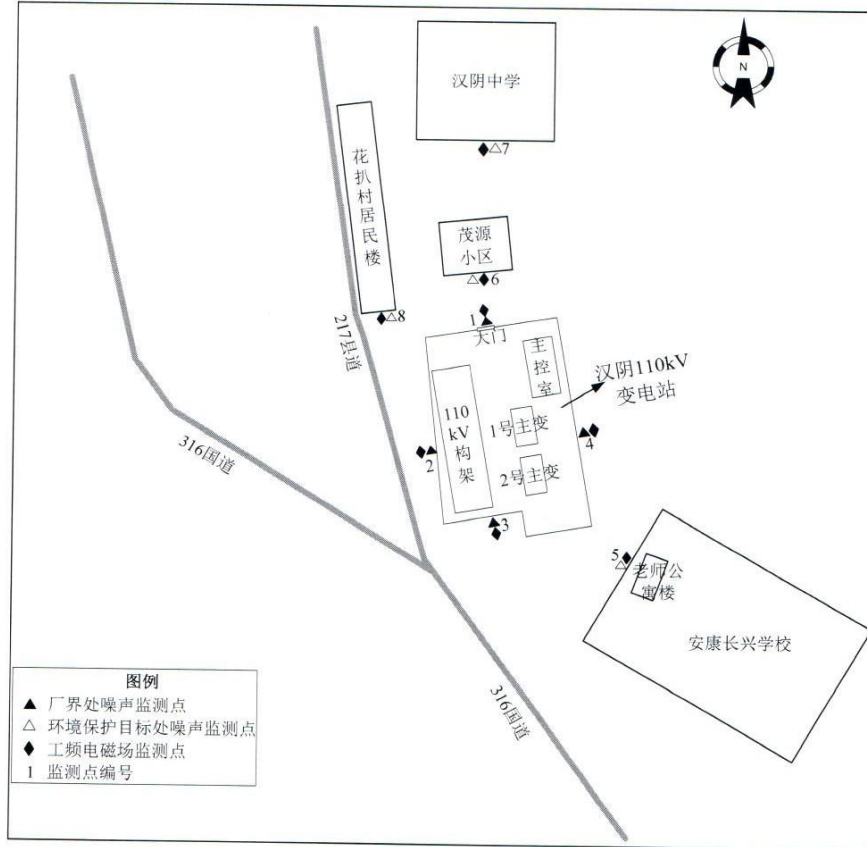 N
汉阴中学
7
花扒村居民楼
茂源
小区
6
8
1
大门
217县道
主控室
汉阴110kV
变电站
110
kV
构
架
1号主变
2号主变
2
4
3
316国道
5
老师公
寓楼
安康长兴学校
316国道
图例
厂界处噪声监测点
环境保护目标处噪声监测点
工频电磁场监测点
1 监测点编号